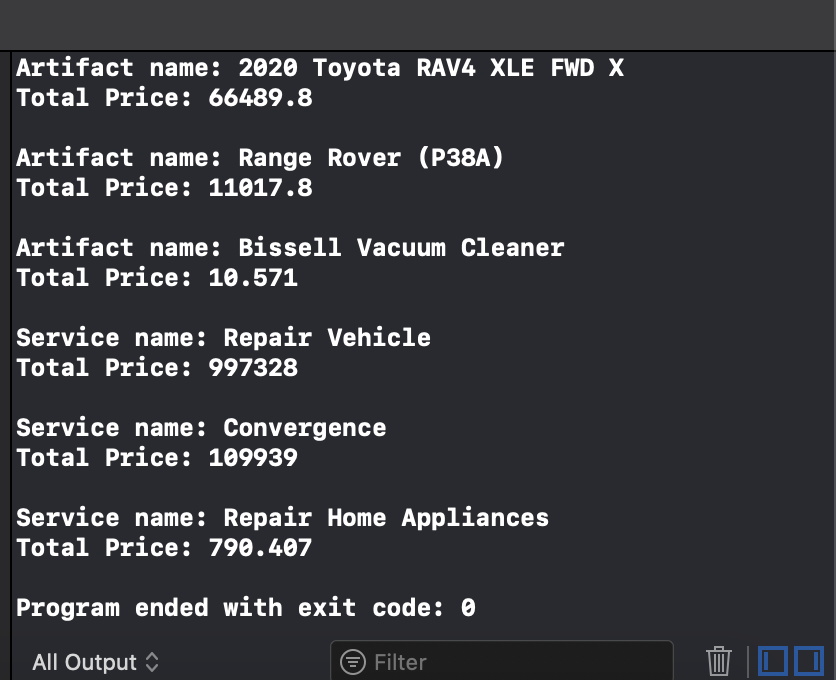 Artifact name: 2020 Toyota RAV4 XLE FWD X
Total Price: 66489.8
Artifact name: Range Rover (P38A)
Total Price: 11017.8
Artifact name: Bissell Vacuum Cleaner
Total Price: 10.571
Service name: Repair Vehicle
Total Price: 997328
Service name: Convergence
Total Price: 109939
Service name: Repair Home Appliances
Total Price: 790.407
Program ended with exit code: 0
All Output Filter